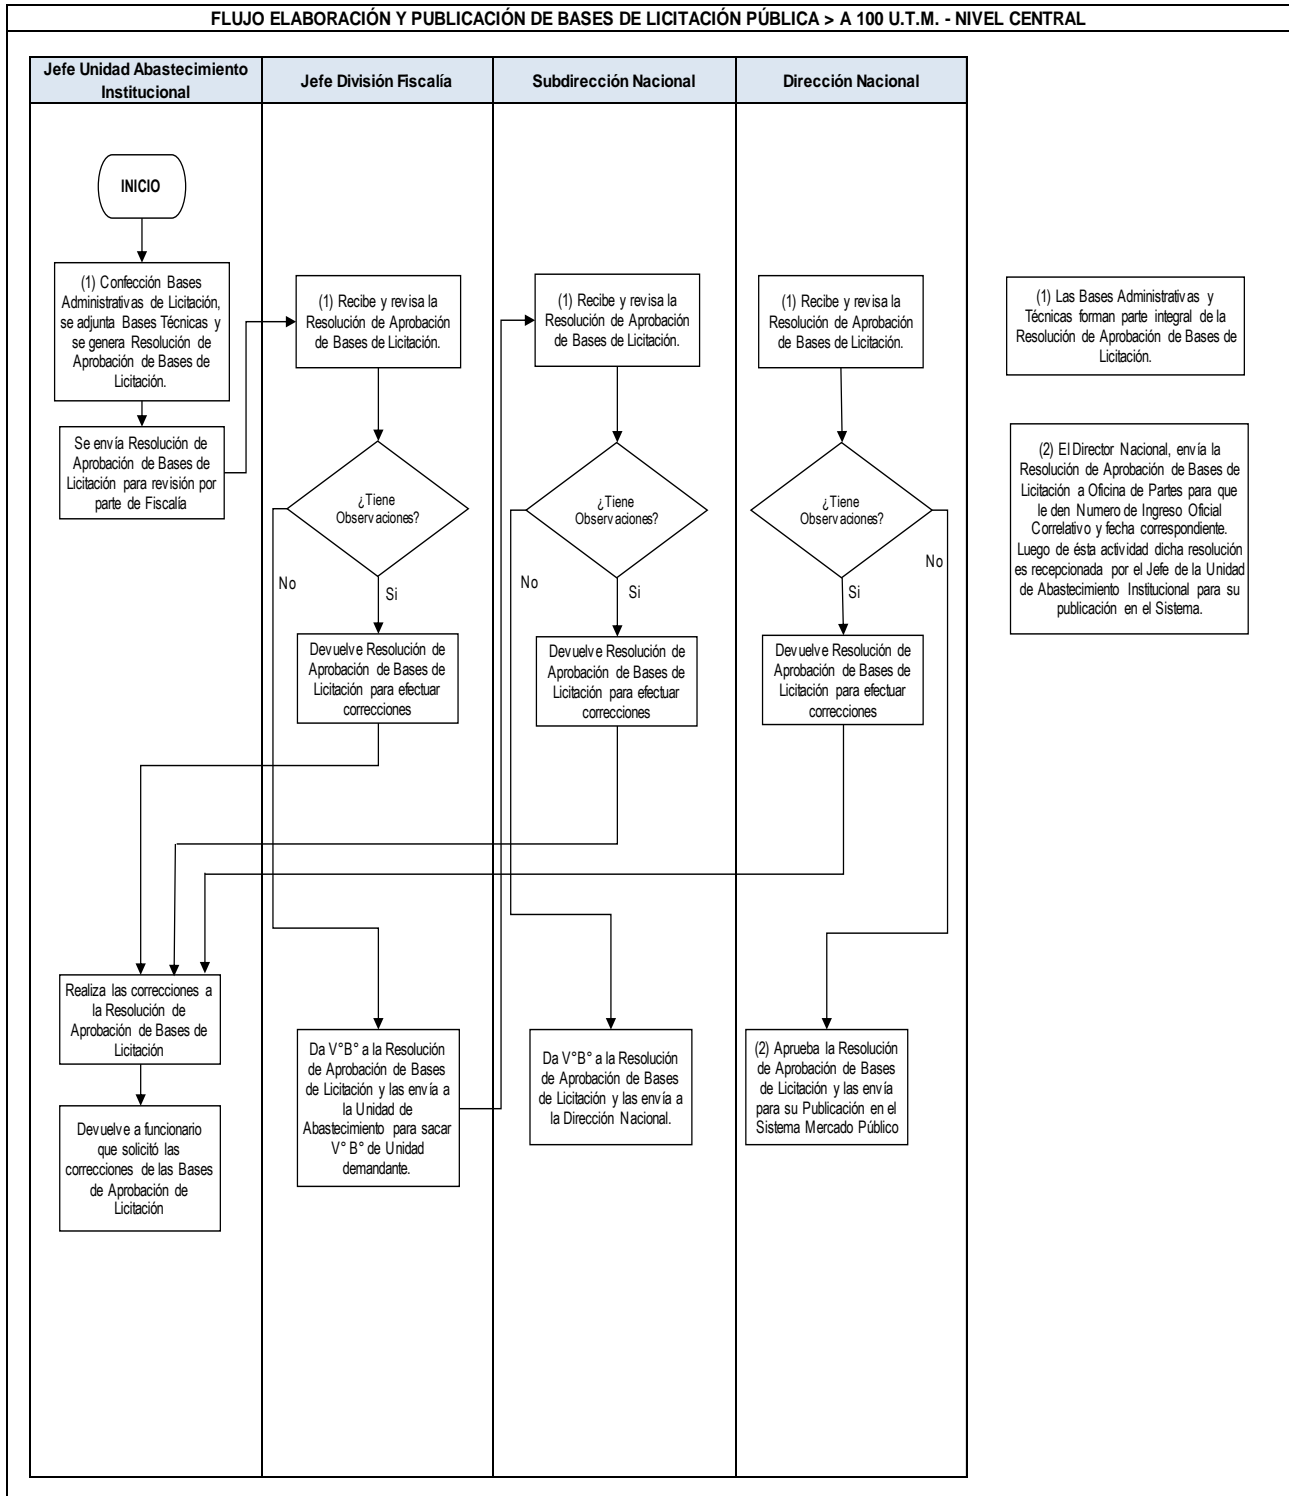 FLUJO ELABORACIÓN Y PUBLICACIÓN DE BASES DE LICITACIÓN PÚBLICA > A 100 U.T.M. - NIVEL CENTRAL
Jefe Unidad Abastecimiento
Institucional
Jefe División Fiscalía
Subdirección Nacional
Dirección Nacional
INICIO
(1) Confección Bases
Administrativas de Licitación,
se adjunta Bases Técnicas y
se genera Resolución de
Aprobación de Bases de
Licitación.
Se envía Resolución de
Aprobación de Bases de
Licitación para revisión por
parte de Fiscalía
(1) Recibe y revisa la
Resolución de Aprobación
de Bases de Licitación.
(1) Recibe y revisa la
Resolución de Aprobación
de Bases de Licitación.
(1) Recibe y revisa la
Resolución de Aprobación
de Bases de Licitación.
(1) Las Bases Administrativas y
Técnicas forman parte integral de la
Resolución de Aprobación de Bases de
Licitación.
(2) El Director Nacional, envía la
Resolución de Aprobación de Bases de
Licitación a Oficina de Partes para que
le den Numero de Ingreso Oficial
Correlativo y fecha correspondiente.
Luego de ésta actividad dicha resolución
es recepcionada por el Jefe de la Unidad
de Abastecimiento Institucional para su
publicación en el Sistema.
¿Tiene
Observaciones?
¿Tiene
Observaciones?
¿Tiene
Observaciones?
No
Si
No
Si
Si
No
Devuelve Resolución de
Aprobación de Bases de
Licitación para efectuar
correcciones
Devuelve Resolución de
Aprobación de Bases de
Licitación para efectuar
correcciones
Devuelve Resolución de
Aprobación de Bases de
Licitación para efectuar
correcciones
Realiza las correcciones a
la Resolución de
Aprobación de Bases de
Licitación
Devuelve a funcionario
que solicitó las
correcciones de las Bases
de Aprobación de
Licitación
Da V°B° a la Resolución
de Aprobación de Bases
de Licitación y las envía a
la Unidad de
Abastecimiento para sacar
V° B° de Unidad
demandante.
Da V°B° a la Resolución
de Aprobación de Bases
de Licitación y las envía a
la Dirección Nacional.
(2) Aprueba la Resolución
de Aprobación de Bases
de Licitación y las envía
para su Publicación en el
Sistema Mercado Público